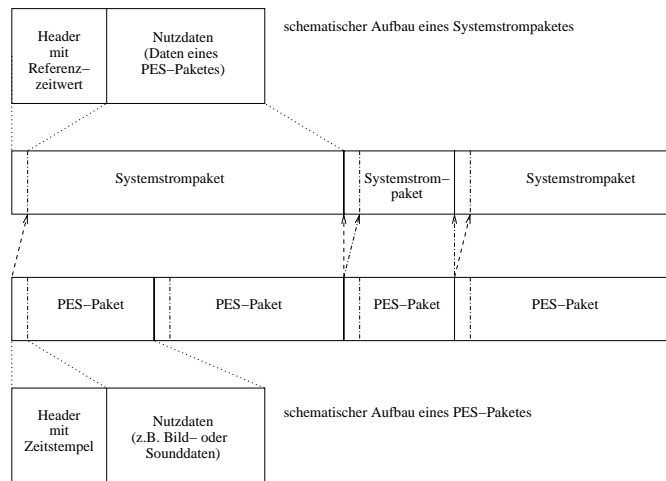 Header
mit
Referenz–
zeitwert
Nutzdaten
(Daten eines
PES–Paketes)
schematischer Aufbau eines Systemstrompaketes
Systemstrompaket
Systemstrom–
paket
Systemstrompaket
PES–Paket
PES–Paket
PES–Paket
PES–Paket
Header
mit
Zeitstempel
Nutzdaten
(z.B. Bild– oder
Sounddaten)
schematischer Aufbau eines PES–Paketes